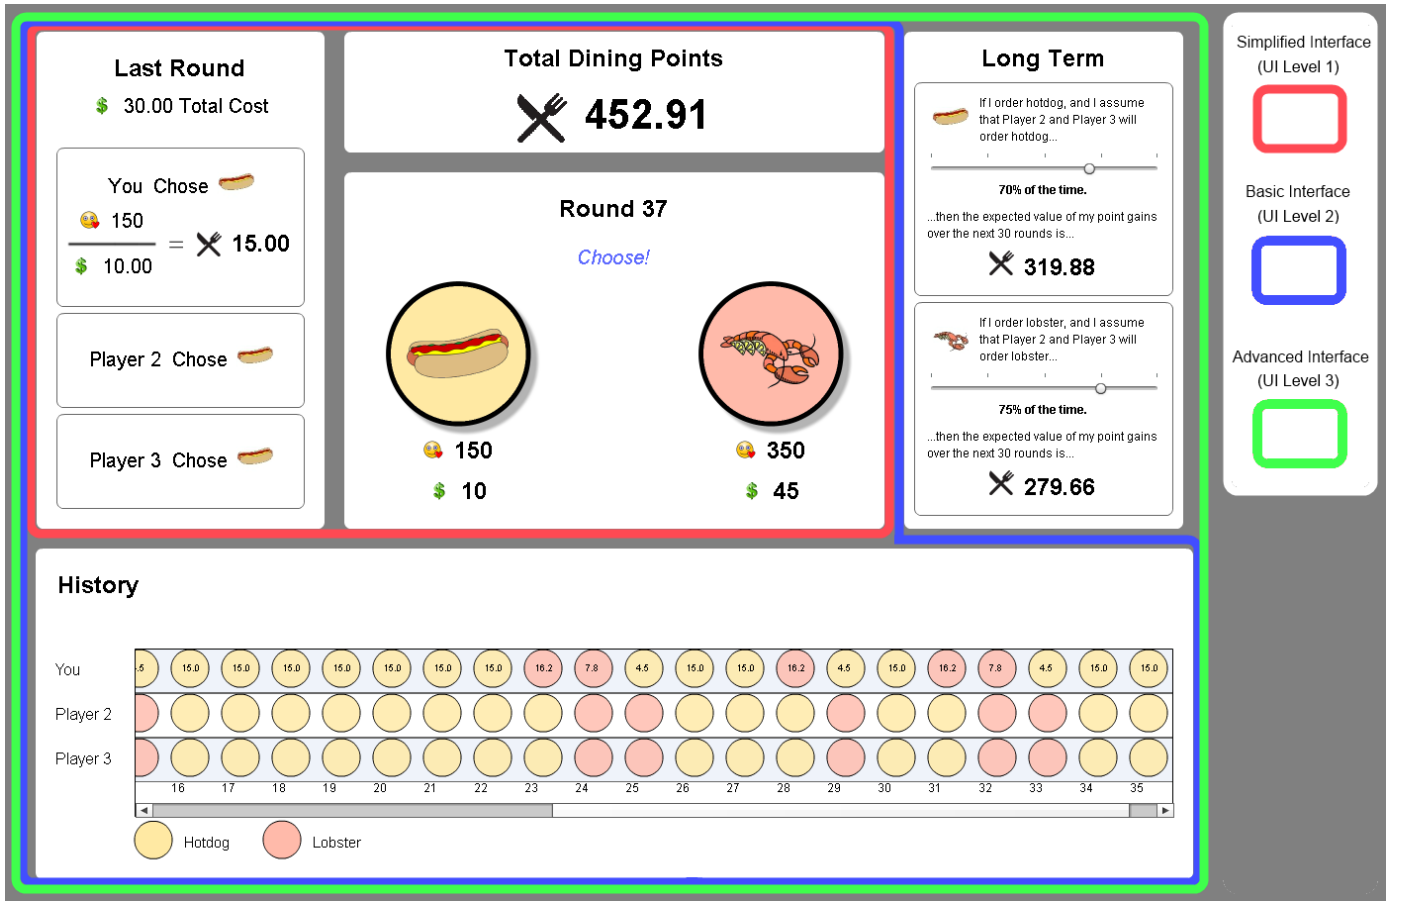 Last Round
$ 30.00 Total Cost
You Chose
150
$ 10.00
= 15.00
Player 2 Chose
Player 3 Chose
Total Dining Points
452.91
Round 37
Choose!
150
$ 10
350
$ 45
Long Term
If I order hotdog, and I assume
that Player 2 and Player 3 will
order hotdog...
70% of the time.
...then the expected value of my point gains
over the next 30 rounds is...
319.88
If I order lobster, and I assume
that Player 2 and Player 3 will
order lobster...
75% of the time.
...then the expected value of my point gains
over the next 30 rounds is...
279.66
Simplified Interface
(UI Level 1)
Basic Interface
(UI Level 2)
Advanced Interface
(UI Level 3)
History
You .5 15.0 15.0 15.0 15.0 15.0 15.0 15.0 16.2 7.8 4.5 15.0 15.0 16.2 4.5 15.0 16.2 7.8 4.5 15.0 15.0
Player 2
Player 3
16 17 18 19 20 21 22 23 24 25 26 27 28 29 30 31 32 33 34 35
Hotdog Lobster